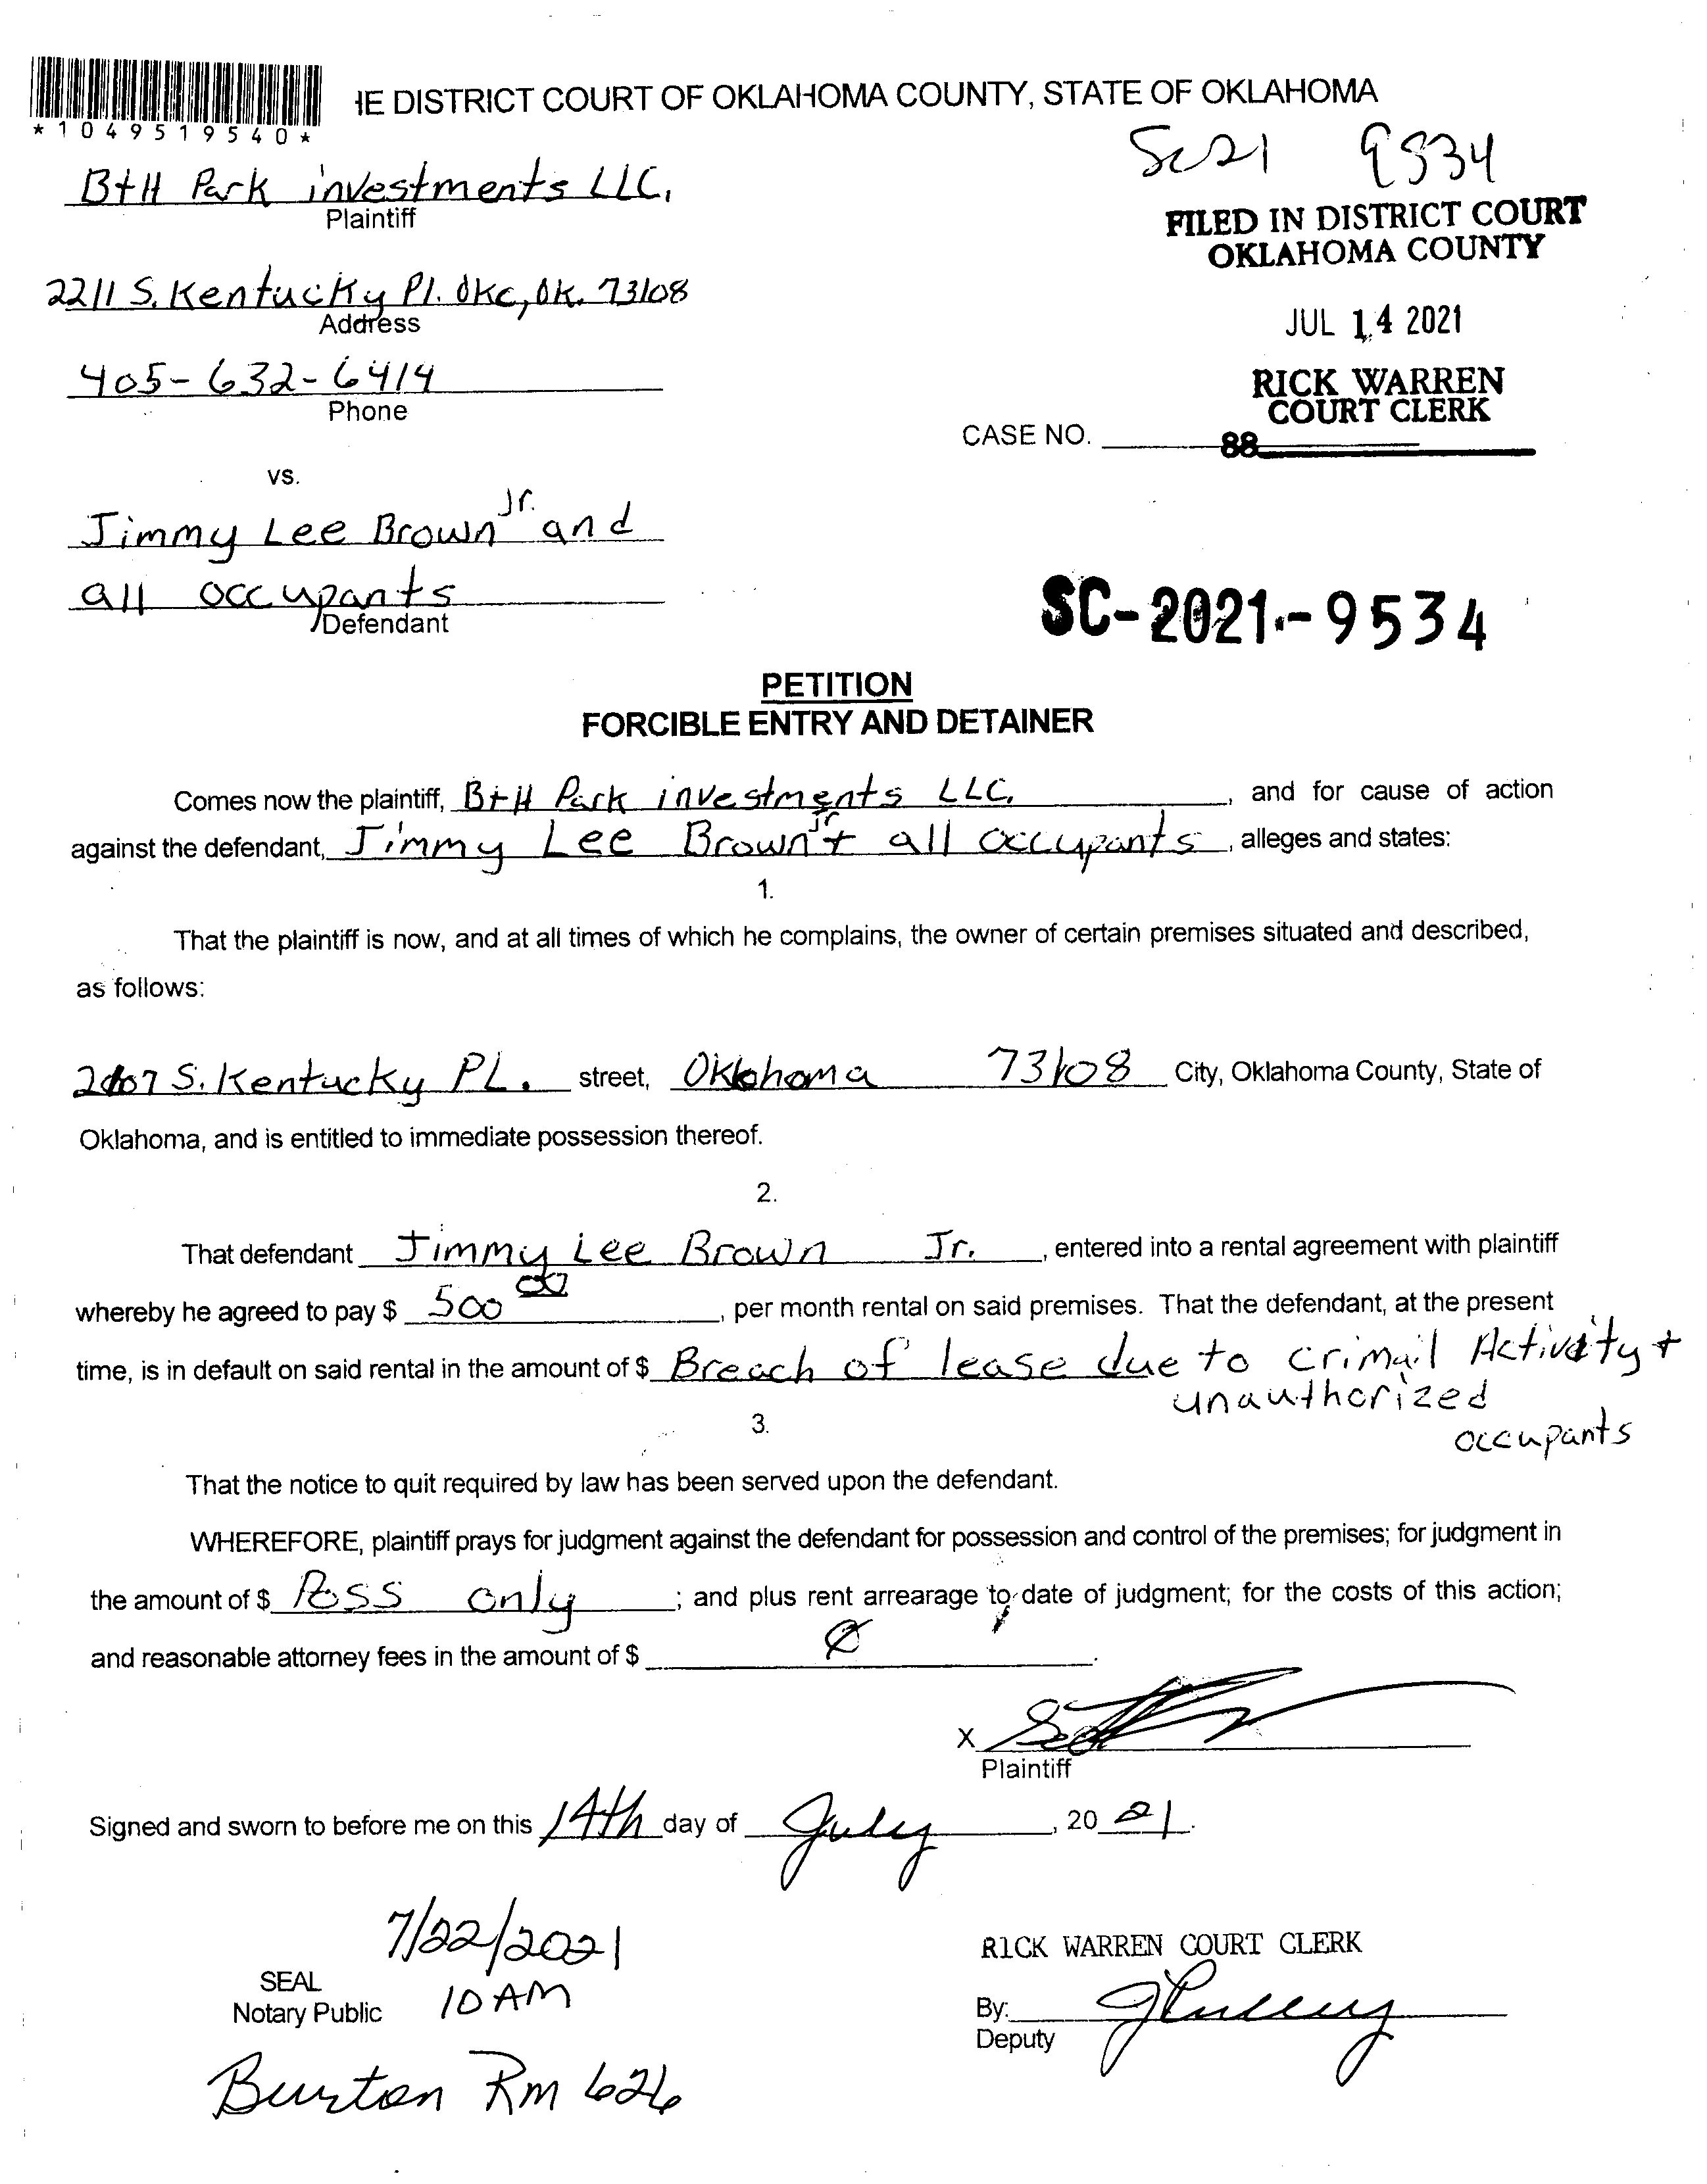 *1049519540*
IE DISTRICT COURT OF OKLAHOMA COUNTY, STATE OF OKLAHOMA
SC21 9534
B+H Park investments LLC.
Plaintiff
FILED IN DISTRICT COURT
OKLAHOMA COUNTY
2211 S. Kentucky Pl. OKC, OK. 73108
Address
JUL 14 2021
405-632-6414
Phone
RICK WARREN
COURT CLERK
CASE NO. 88
vs.
Jimmy Lee Brown Jr. and
all occupants
Defendant
SC-2021-9534
PETITION
FORCIBLE ENTRY AND DETAINER
Comes now the plaintiff, B+H Park investments LLC. , and for cause of action
against the defendant, Jimmy Lee Brown Jr + all occupants , alleges and states:
1.
That the plaintiff is now, and at all times of which he complains, the owner of certain premises situated and described,
as follows:
S. Kentucky PL. street, Oklahoma 73108 City, Oklahoma County, State of
Oklahoma, and is entitled to immediate possession thereof.
2.
That defendant Jimmy Lee Brown Jr. , entered into a rental agreement with plaintiff
whereby he agreed to pay $ 500 00 , per month rental on said premises. That the defendant, at the present
time, is in default on said rental in the amount of $ Breach of lease due to crimail Activity +
unauthorized
occupants
3.
That the notice to quit required by law has been served upon the defendant.
WHEREFORE, plaintiff prays for judgment against the defendant for possession and control of the premises; for judgment in
the amount of $ Poss only ; and plus rent arrearage to date of judgment; for the costs of this action;
and reasonable attorney fees in the amount of $ Ø .
X
Plaintiff
Signed and sworn to before me on this 14th day of July , 20 21.
7/22/2021
SEAL
Notary Public 10 AM
RICK WARREN COURT CLERK
By:
Deputy
Burton Rm 626